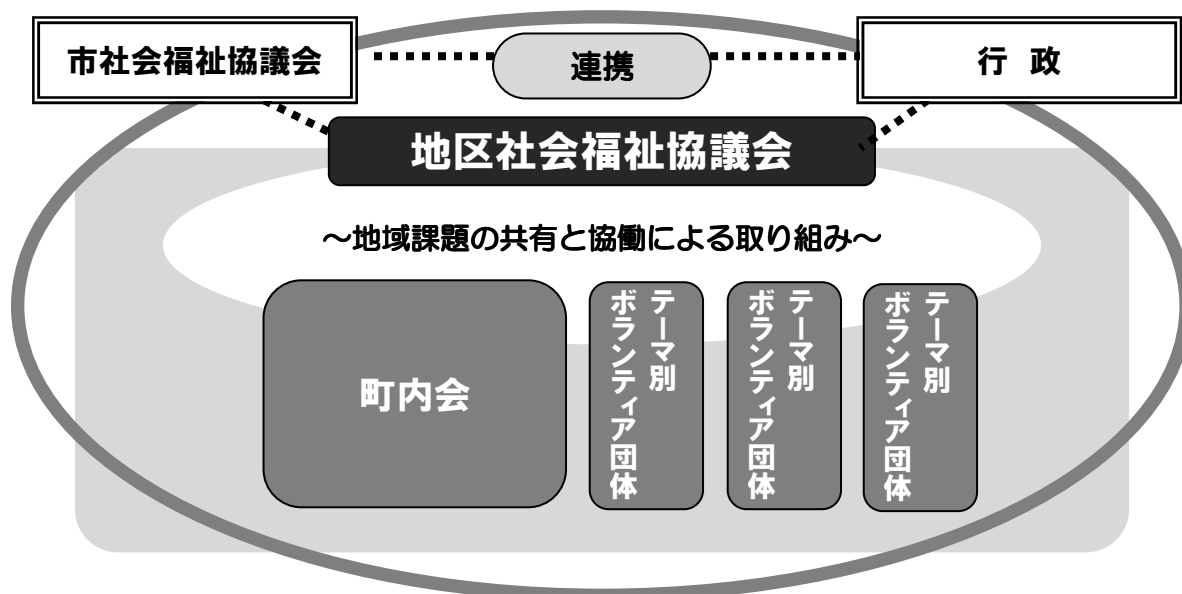 市社会福祉協議会
連携
行 政
地区社会福祉協議会
～地域課題の共有と協働による取り組み～
町内会
テーマ別
ボランティア団体
テーマ別
ボランティア団体
テーマ別
ボランティア団体